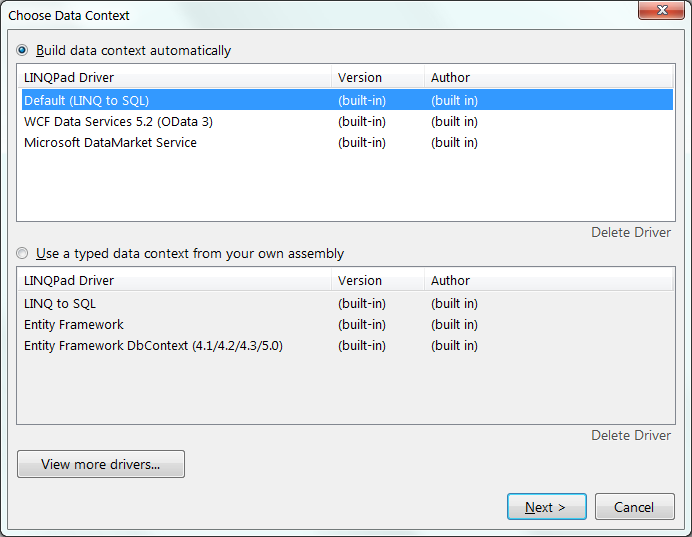 Choose Data Context
Build data context automatically
LINQPad Driver Version Author
Default (LINQ to SQL) (built-in) (built in)
WCF Data Services 5.2 (OData 3) (built-in) (built in)
Microsoft DataMarket Service (built-in) (built in)
Delete Driver
Use a typed data context from your own assembly
LINQPad Driver Version Author
LINQ to SQL (built-in) (built in)
Entity Framework (built-in) (built in)
Entity Framework DbContext (4.1/4.2/4.3/5.0) (built-in) (built in)
Delete Driver
View more drivers...
Next > Cancel